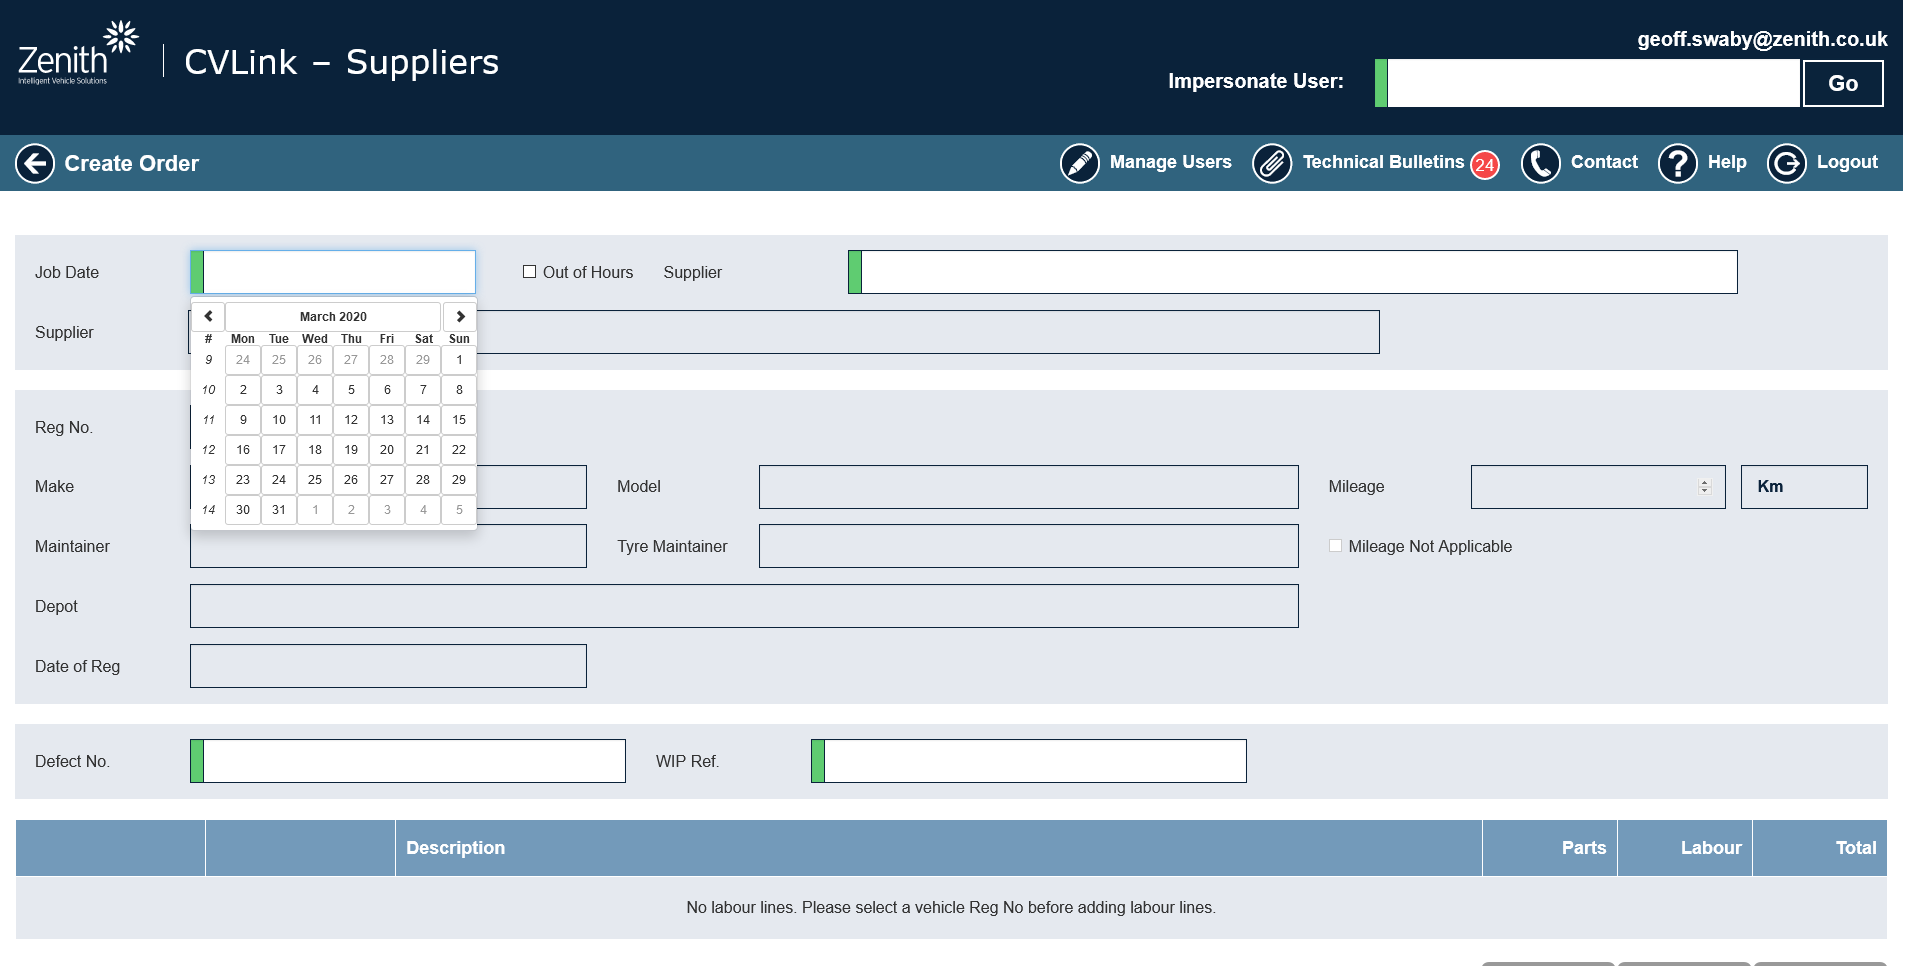 geoff.swaby@zenith.co.uk
Zenith
Intelligent Vehicle Solutions
CVLink – Suppliers
Impersonate User:
Go
Create Order
Manage Users
Technical Bulletins 24
Contact
Help
Logout
Job Date
Out of Hours
Supplier
Supplier
March 2020
# Mon Tue Wed Thu Fri Sat Sun
9 24 25 26 27 28 29 1
10 2 3 4 5 6 7 8
11 9 10 11 12 13 14 15
12 16 17 18 19 20 21 22
13 23 24 25 26 27 28 29
14 30 31 1 2 3 4 5
Reg No.
Make
Model
Mileage
Km
Maintainer
Tyre Maintainer
Mileage Not Applicable
Depot
Date of Reg
Defect No.
WIP Ref.
Description
Parts
Labour
Total
No labour lines. Please select a vehicle Reg No before adding labour lines.